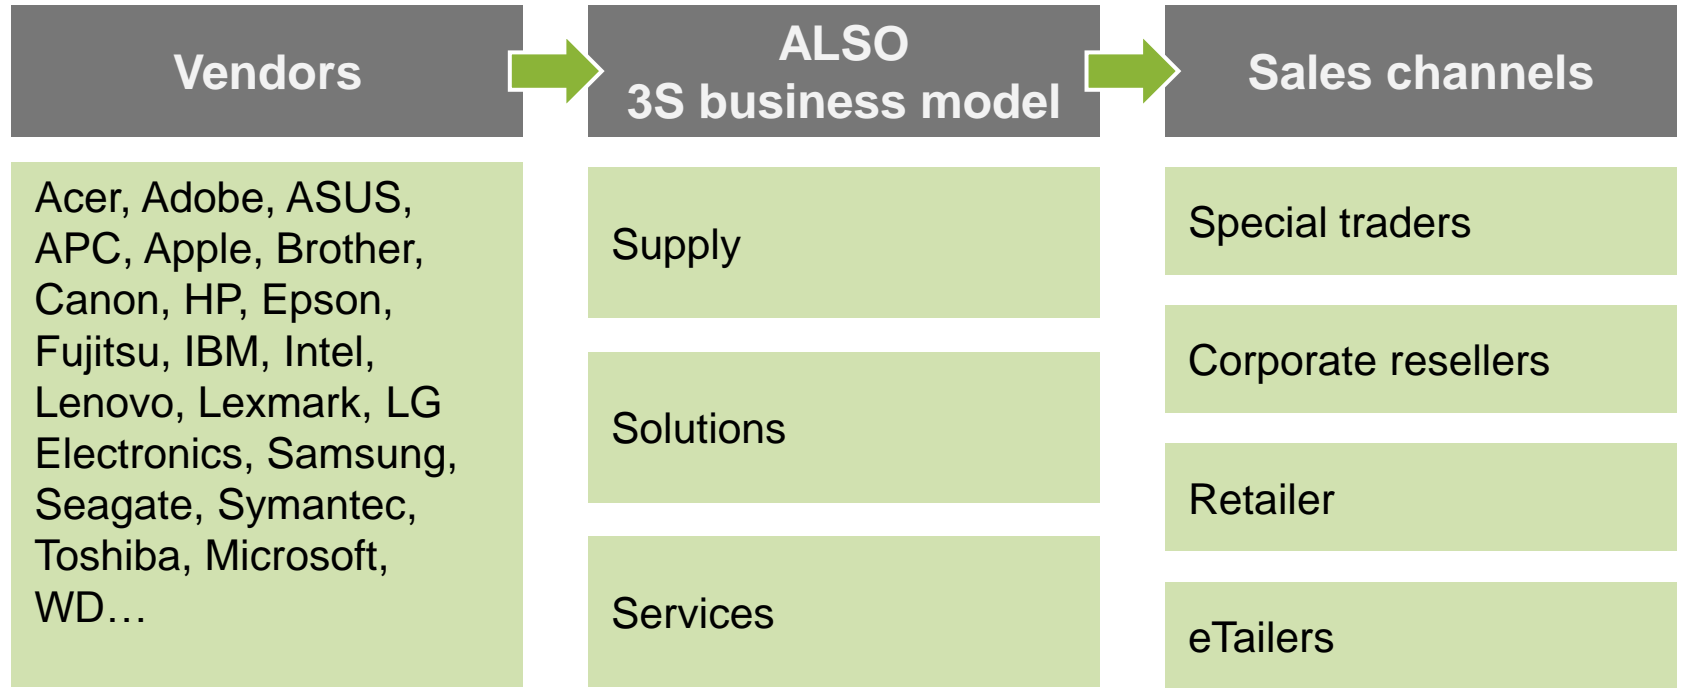 Vendors
ALSO
3S business model
Sales channels
Acer, Adobe, ASUS,
APC, Apple, Brother,
Canon, HP, Epson,
Fujitsu, IBM, Intel,
Lenovo, Lexmark, LG
Electronics, Samsung,
Seagate, Symantec,
Toshiba, Microsoft,
WD…
Supply
Solutions
Services
Special traders
Corporate resellers
Retailer
eTailers